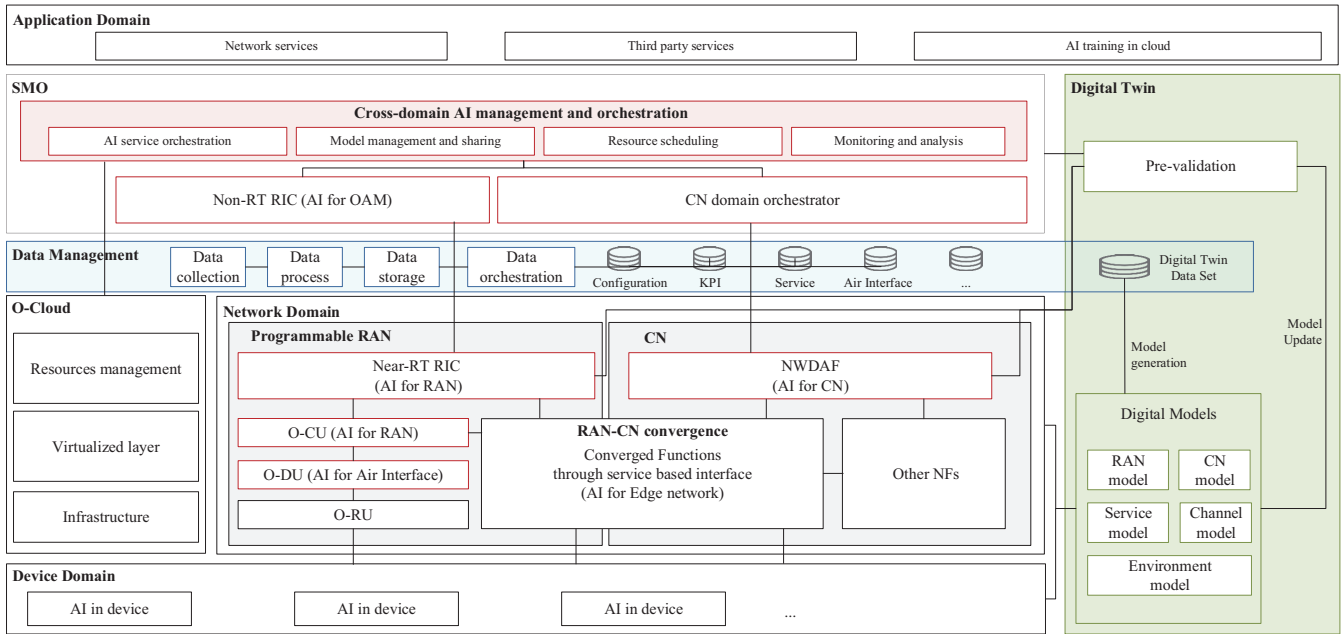 Application Domain
Network services
Third party services
AI training in cloud
SMO
Cross-domain AI management and orchestration
AI service orchestration
Model management and sharing
Resource scheduling
Monitoring and analysis
Non-RT RIC (AI for OAM)
CN domain orchestrator
Digital Twin
Pre-validation
Data Management
Data
collection
Data
process
Data
storage
Data
orchestration
Configuration
KPI
Service
Air Interface
...
Digital Twin
Data Set
Model
generation
Model
Update
O-Cloud
Resources management
Virtualized layer
Infrastructure
Network Domain
Programmable RAN
Near-RT RIC
(AI for RAN)
O-CU (AI for RAN)
O-DU (AI for Air Interface)
O-RU
CN
NWDAF
(AI for CN)
RAN-CN convergence
Converged Functions
through service based interface
(AI for Edge network)
Other NFs
Digital Models
RAN
model
CN
model
Service
model
Channel
model
Environment
model
Device Domain
AI in device
AI in device
AI in device
...